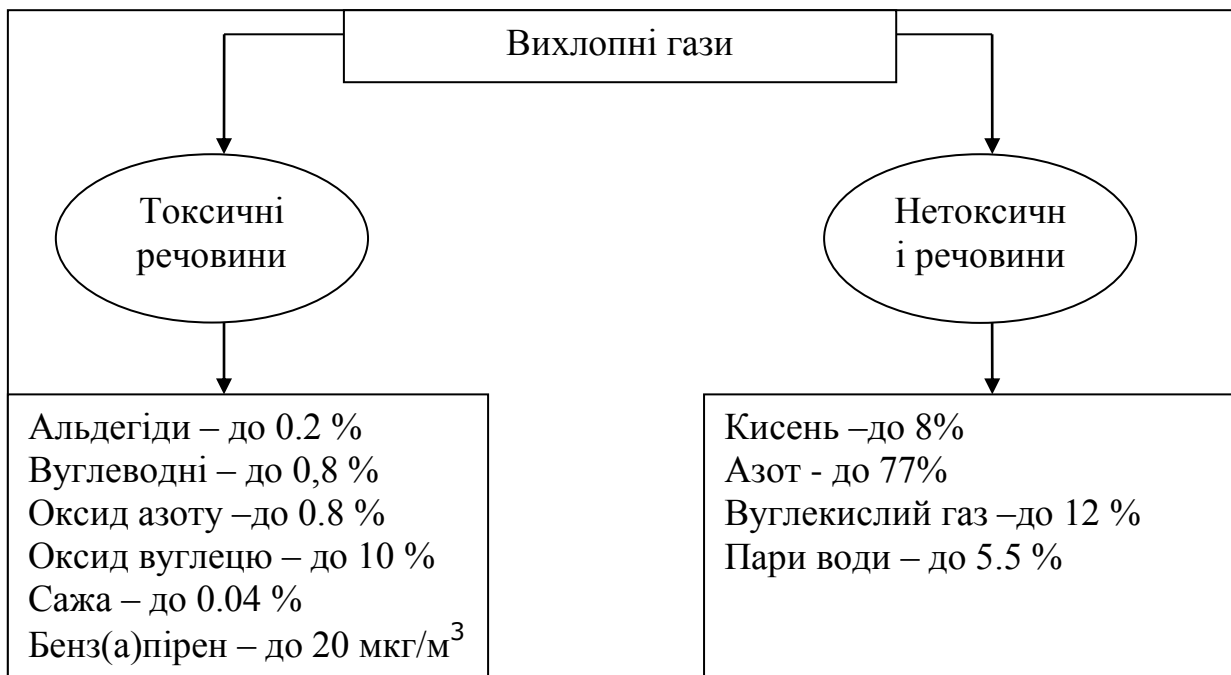 Вихлопні гази
Токсичні
речовини
Нетоксичн
і речовини
Альдегіди – до 0.2 %
Вуглеводні – до 0,8 %
Оксид азоту –до 0.8 %
Оксид вуглецю – до 10 %
Сажа – до 0.04 %
Бенз(а)пірен – до 20 мкг/м³
Кисень –до 8%
Азот - до 77%
Вуглекислий газ –до 12 %
Пари води – до 5.5 %